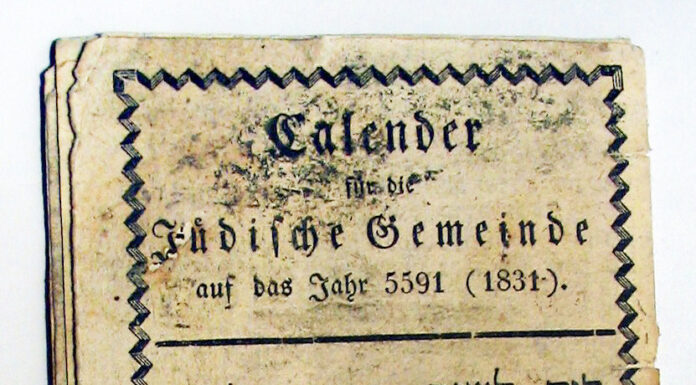 Calender
für die
Jüdische Gemeinde
auf das Jahr 5591 (1831.).